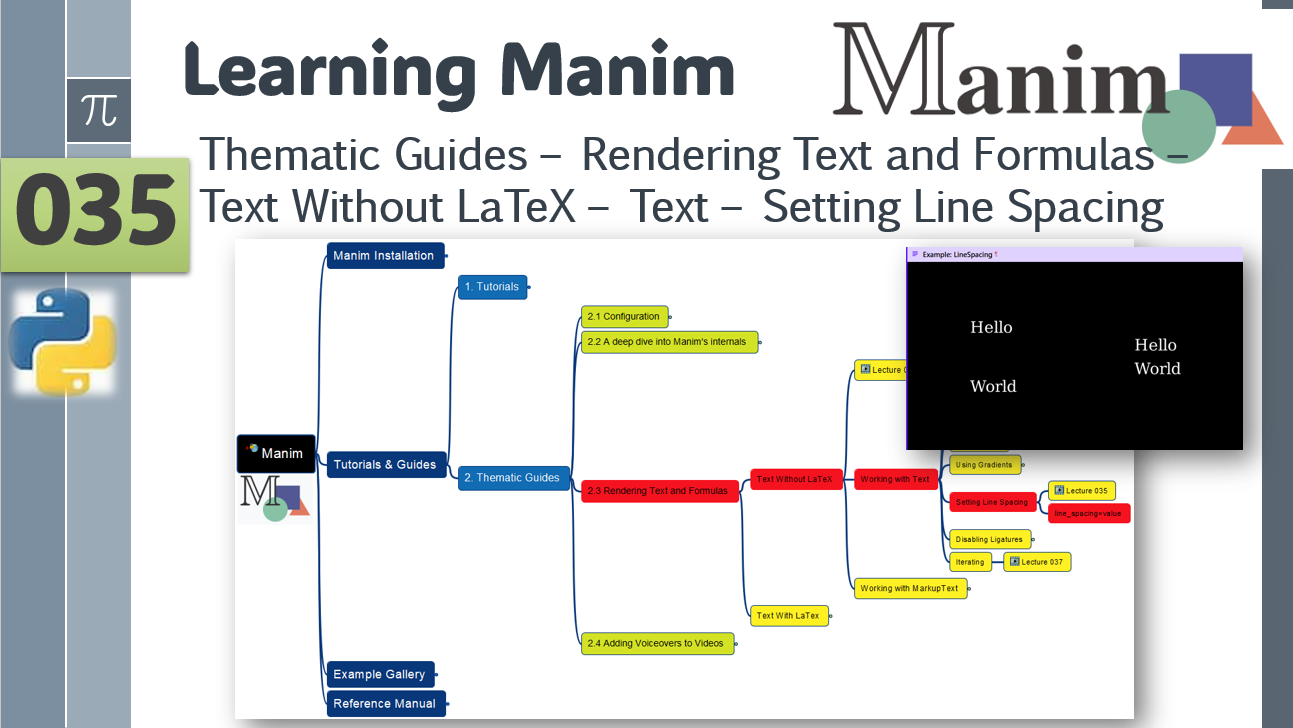 Learning Manim
Manim
π
035
Thematic Guides – Rendering Text and Formulas –
Text Without LaTeX – Text – Setting Line Spacing
Manim Installation
1. Tutorials
2.1 Configuration
2.2 A deep dive into Manim's internals
Lecture
Example: LineSpacing ¶
Hello
World
Hello
World
Manim
M
Tutorials & Guides
2. Thematic Guides
2.3 Rendering Text and Formulas
Text Without LaTeX
Working with Text
Using Gradients
Setting Line Spacing
Lecture 035
line_spacing=value
Disabling Ligatures
Iterating
Lecture 037
Working with MarkupText
Text With LaTex
2.4 Adding Voiceovers to Videos
Example Gallery
Reference Manual